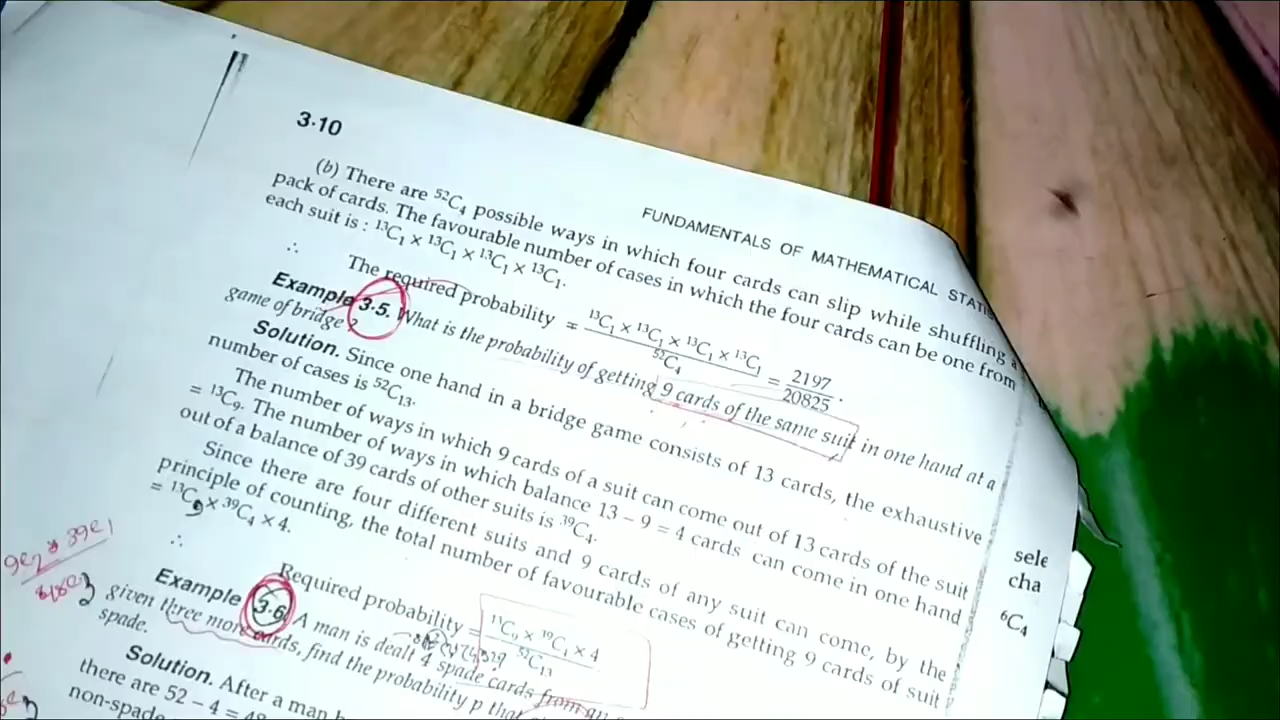 3·10
FUNDAMENTALS OF MATHEMATICAL
(b) There are ⁵²C₄ possible ways in which four cards can slip while shuffling a
pack of cards. The favourable number of cases in which the four cards can be one from
each suit is : ¹³C₁ × ¹³C₁ × ¹³C₁ × ¹³C₁.
∴ The required probability = ¹³C₁ × ¹³C₁ × ¹³C₁ × ¹³C₁ / ⁵²C₄ = 2197 / 20825 .
Example 3·5. What is the probability of getting 9 cards of the same suit in one hand at a
game of bridge ?
Solution. Since one hand in a bridge game consists of 13 cards, the exhaustive
number of cases is ⁵²C₁₃.
The number of ways in which 9 cards of a suit can come out of 13 cards of the suit
= ¹³C₉. The number of ways in which balance 13 – 9 = 4 cards can come in one hand
out of a balance of 39 cards of other suits is ³⁹C₄.
Since there are four different suits and 9 cards of any suit can come, by the
principle of counting, the total number of favourable cases of getting 9 cards of suit
= ¹³C₉ × ³⁹C₄ × 4.
∴ Required probability = ¹³C₉ × ³⁹C₄ × 4 / ⁵²C₁₃
Example 3·6. A man is dealt 4 spade cards from an
given three more cards, find the probability p that
spade.
Solution. After a man
there are 52 – 4 = 48
non-spade
sele
cha
⁶C₄